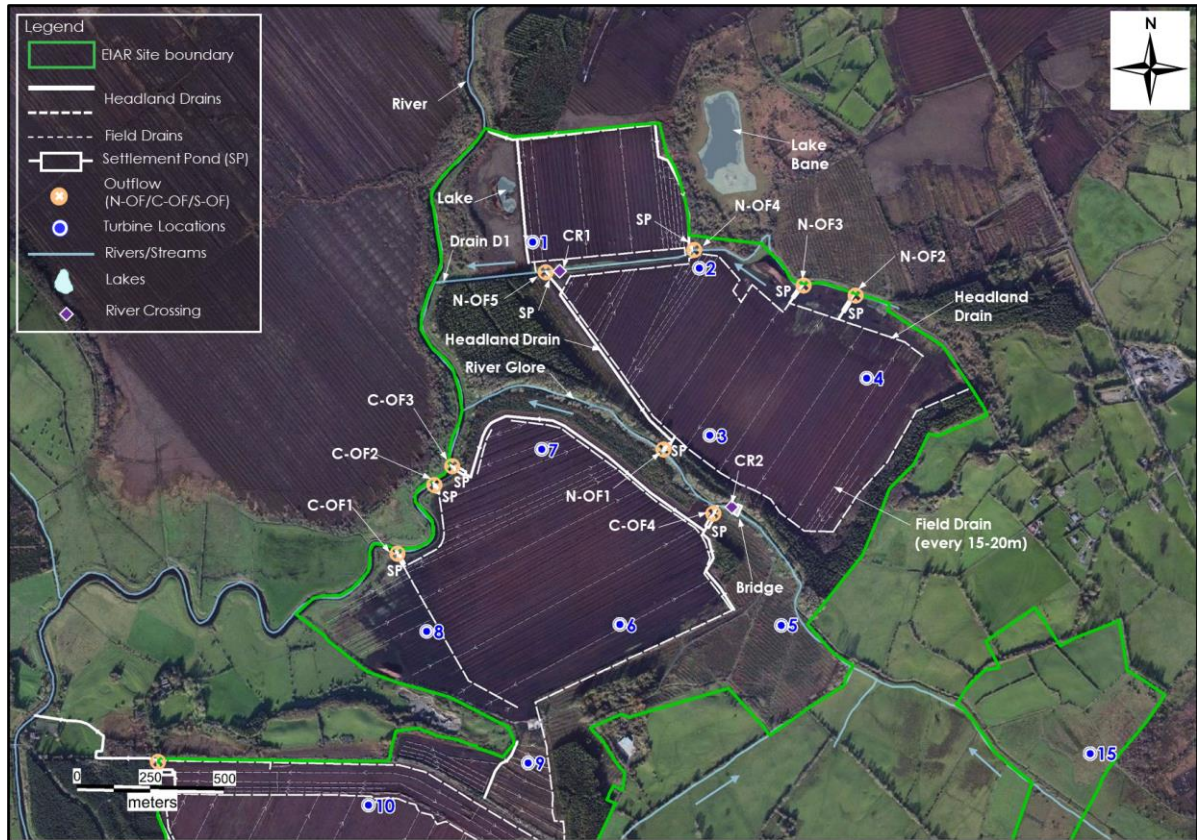 Legend
EIAR Site boundary
Headland Drains
Field Drains
Settlement Pond (SP)
Outflow
(N-OF/C-OF/S-OF)
Turbine Locations
Rivers/Streams
Lakes
River Crossing
N
River
Lake
Bane
Lake
SP
N-OF4
N-OF3
N-OF2
1
CR1
Drain D1
2
SP
SP
N-OF5
SP
Headland
Drain
Headland Drain
River Glore
4
C-OF3
3
7
C-OF2
SP
CR2
SP
SP
N-OF1
C-OF1
C-OF4
SP
Field Drain
(every 15-20m)
SP
Bridge
8
6
5
15
9
0
250
500
meters
10